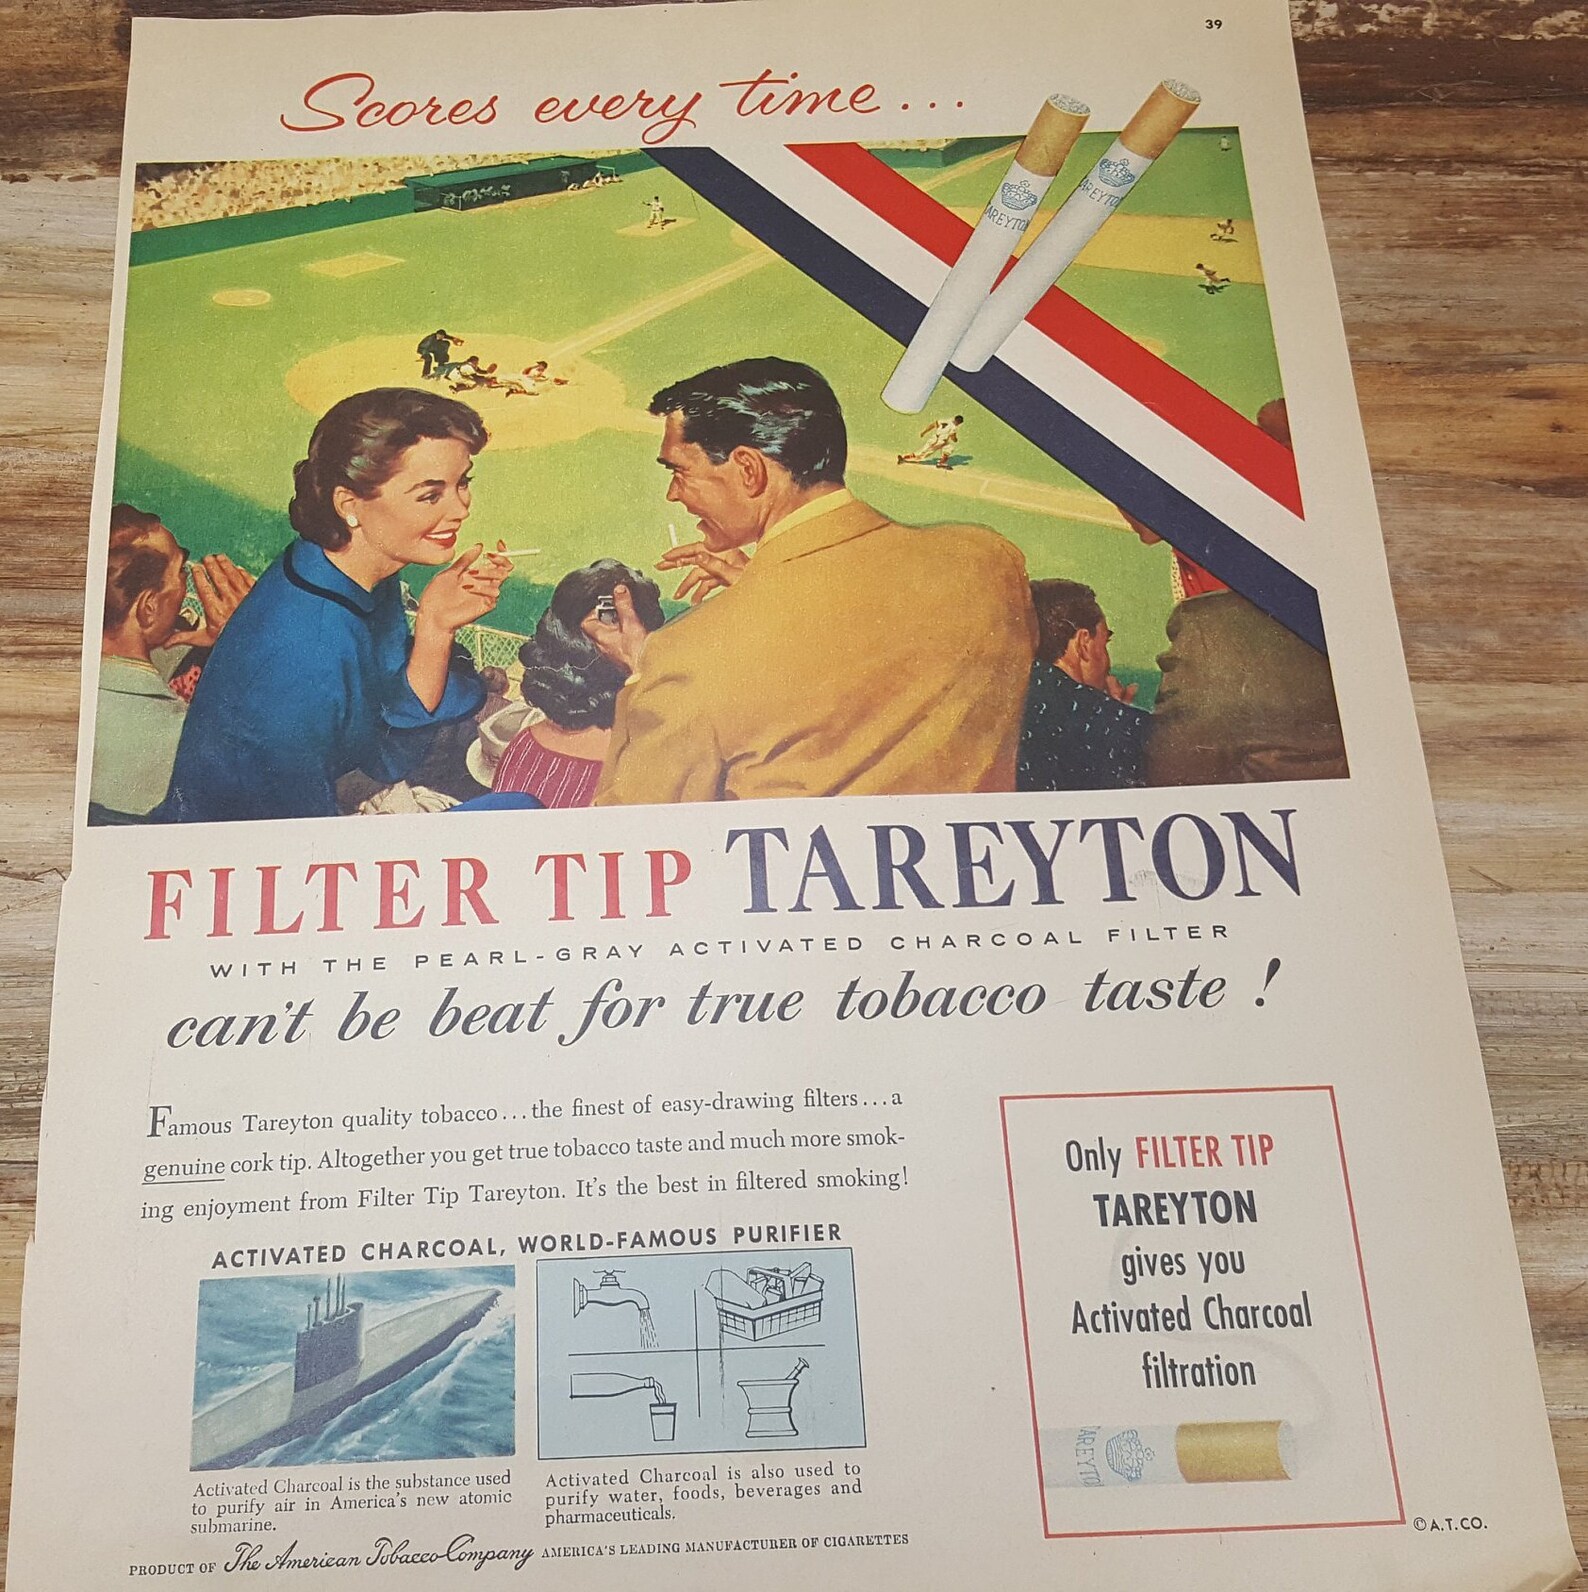 39
Scores every time...
TAREYTON
TAREYTON
FILTER TIP TAREYTON
WITH THE PEARL-GRAY ACTIVATED CHARCOAL FILTER
can't be beat for true tobacco taste !
Famous Tareyton quality tobacco...the finest of easy-drawing filters...a
genuine cork tip. Altogether you get true tobacco taste and much more smok-
ing enjoyment from Filter Tip Tareyton. It's the best in filtered smoking!
ACTIVATED CHARCOAL, WORLD-FAMOUS PURIFIER
Activated Charcoal is the substance used
to purify air in America's new atomic
submarine.
Activated Charcoal is also used to
purify water, foods, beverages and
pharmaceuticals.
Only FILTER TIP
TAREYTON
gives you
Activated Charcoal
filtration
TAREYTO
© A.T.CO.
PRODUCT OF The American Tobacco Company AMERICA'S LEADING MANUFACTURER OF CIGARETTES